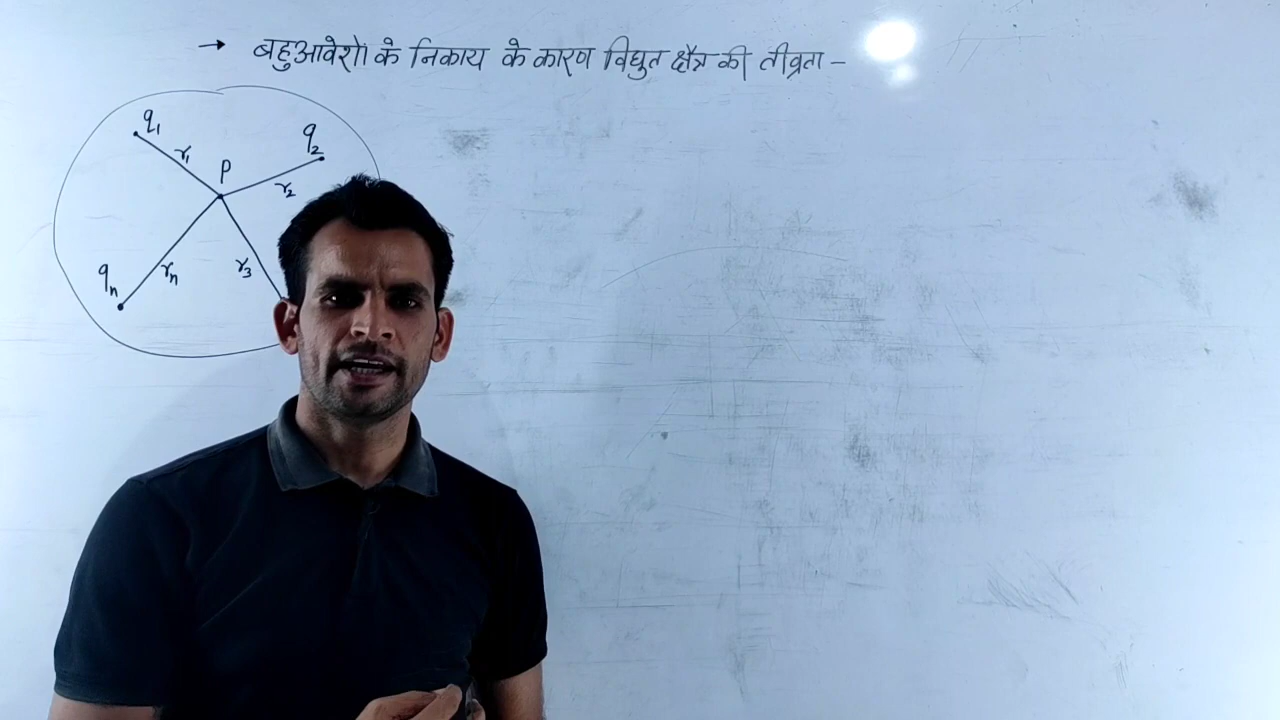 → बहुआवेशों के निकाय के कारण विद्युत क्षेत्र की तीव्रता –
q₁
q₂
r₁
P
r₂
qₙ
rₙ
r₃